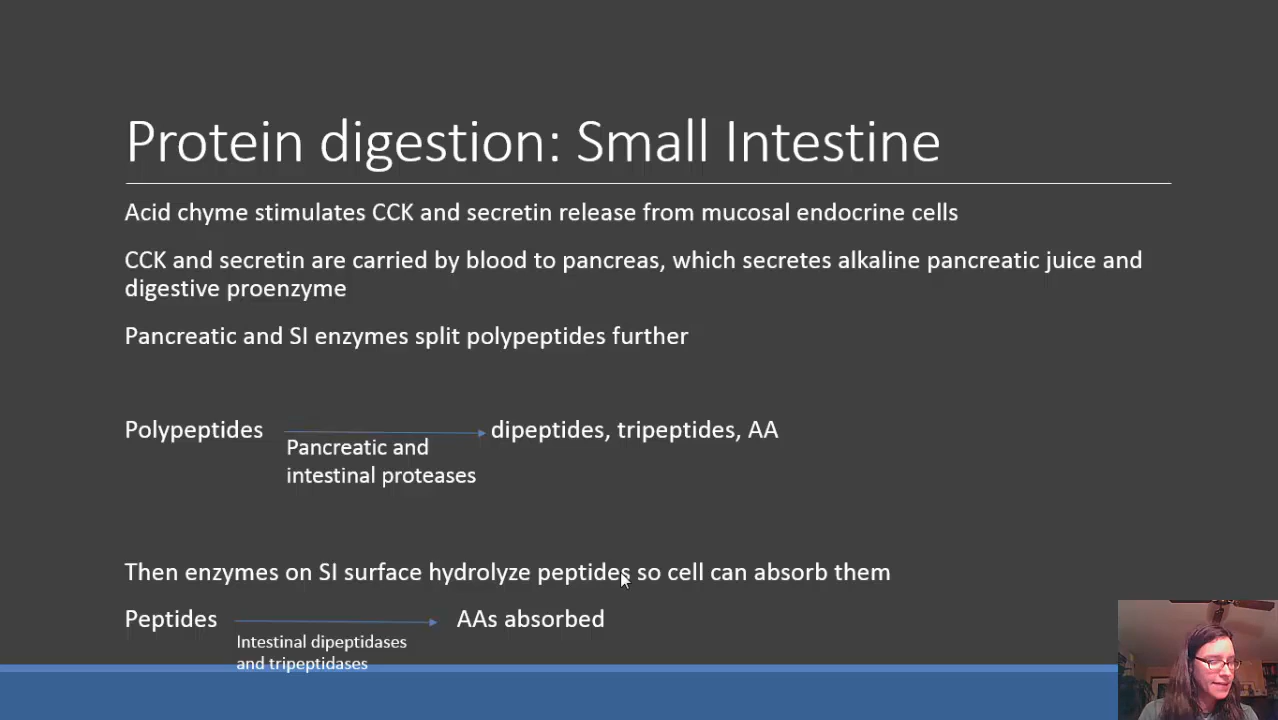 Protein digestion: Small Intestine
Acid chyme stimulates CCK and secretin release from mucosal endocrine cells
CCK and secretin are carried by blood to pancreas, which secretes alkaline pancreatic juice and
digestive proenzyme
Pancreatic and SI enzymes split polypeptides further
Polypeptides
dipeptides, tripeptides, AA
Pancreatic and
intestinal proteases
Then enzymes on SI surface hydrolyze peptides so cell can absorb them
Peptides
AAs absorbed
Intestinal dipeptidases
and tripeptidases